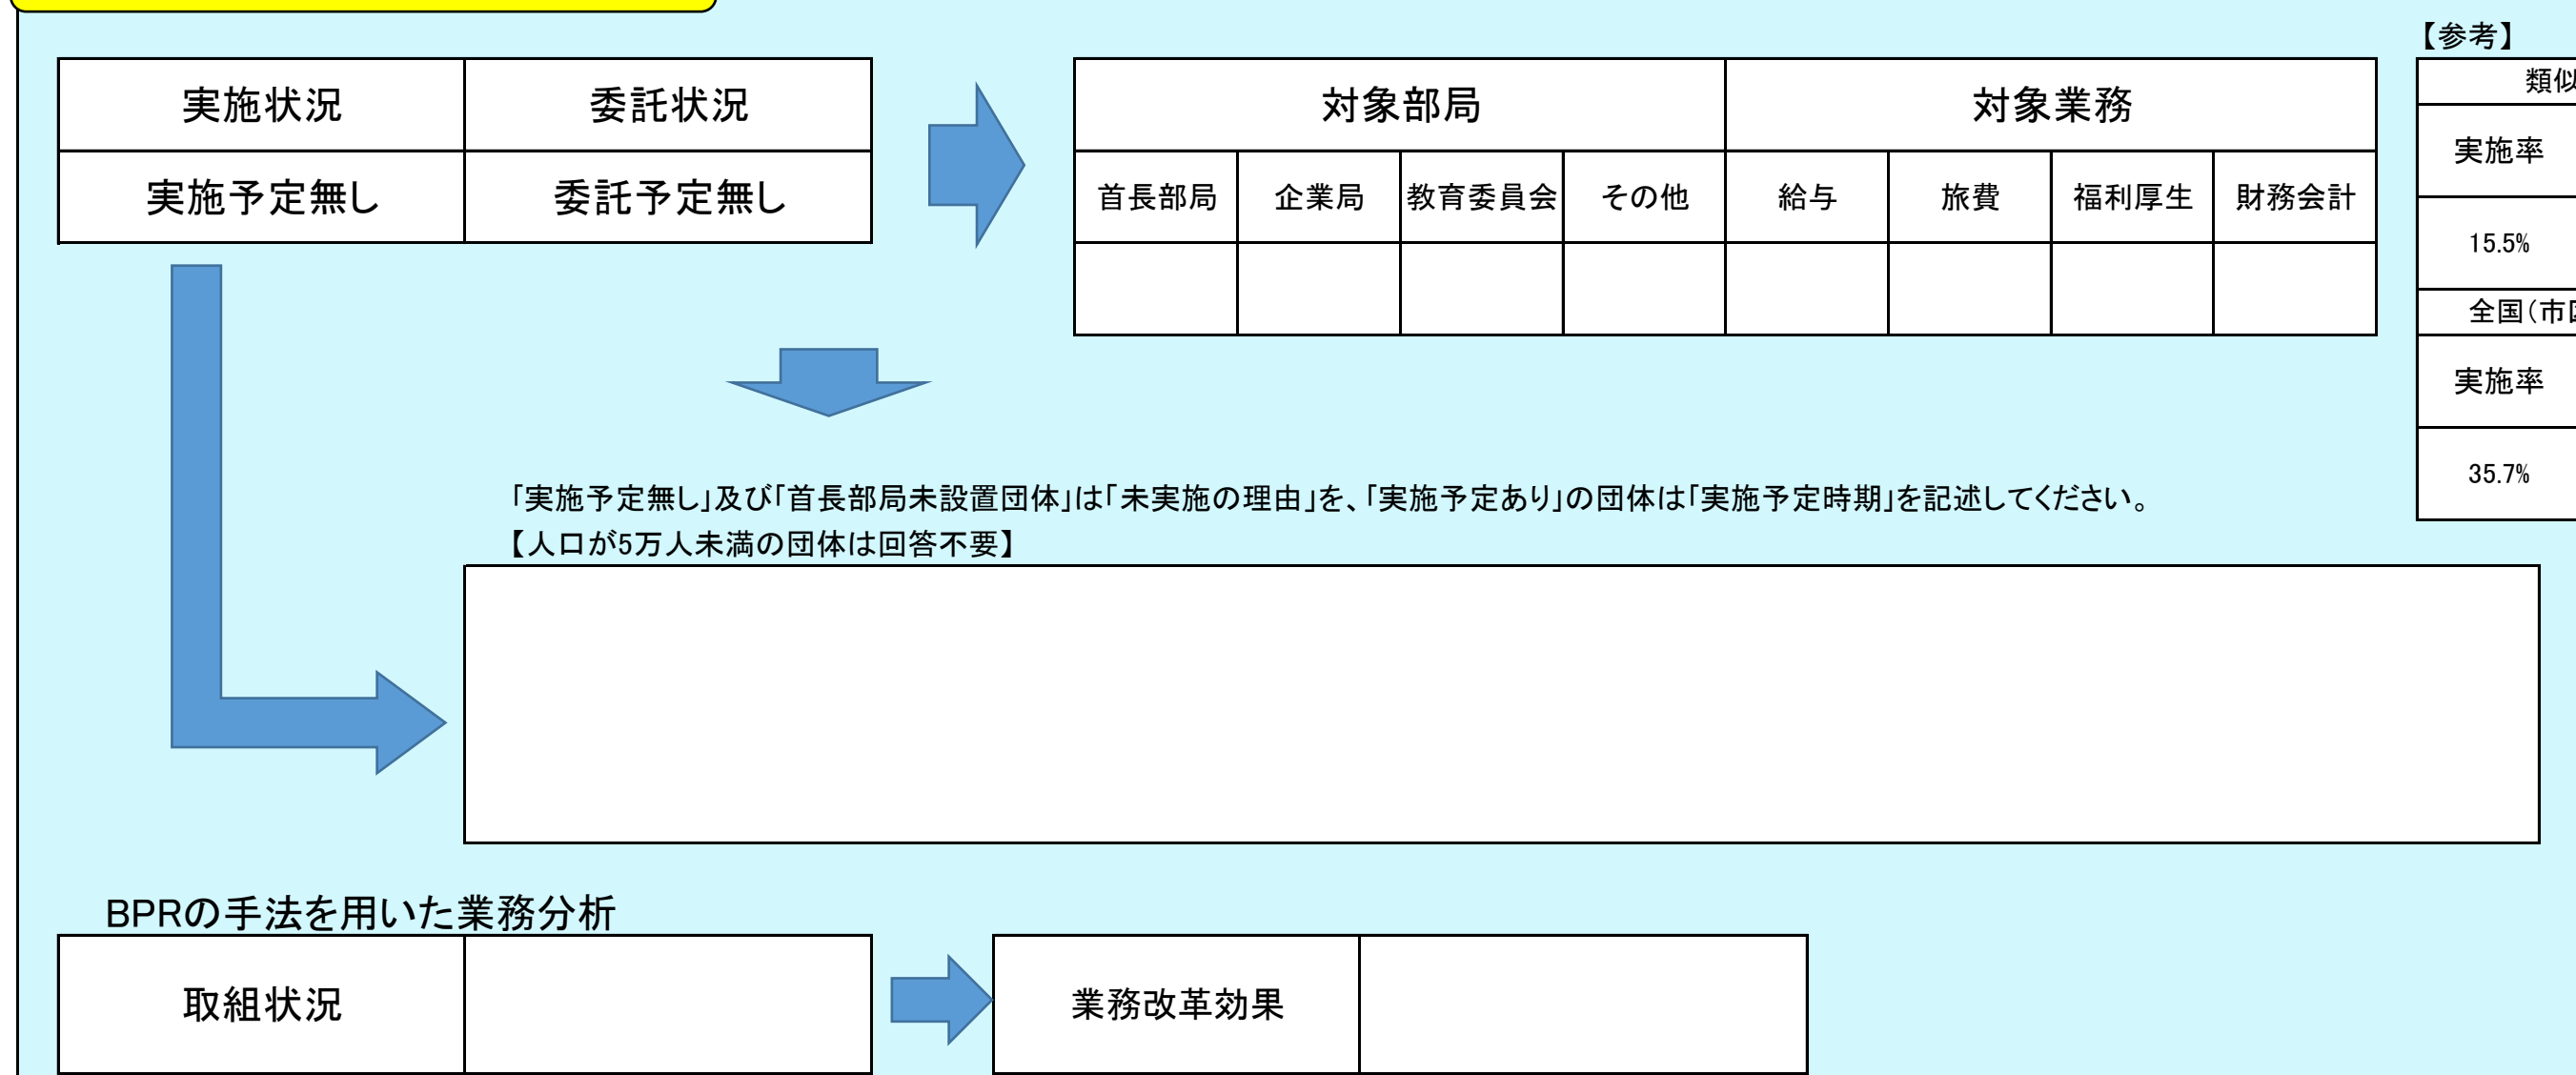 【参考】
実施状況 委託状況
実施予定無し 委託予定無し
対象部局 対象業務
首長部局 企業局 教育委員会 その他 給与 旅費 福利厚生 財務会計
類似
実施率
15.5%
全国(市区
実施率
35.7%
「実施予定無し」及び「首長部局未設置団体」は「未実施の理由」を、「実施予定あり」の団体は「実施予定時期」を記述してください。
【人口が5万人未満の団体は回答不要】
BPRの手法を用いた業務分析
取組状況
業務改革効果